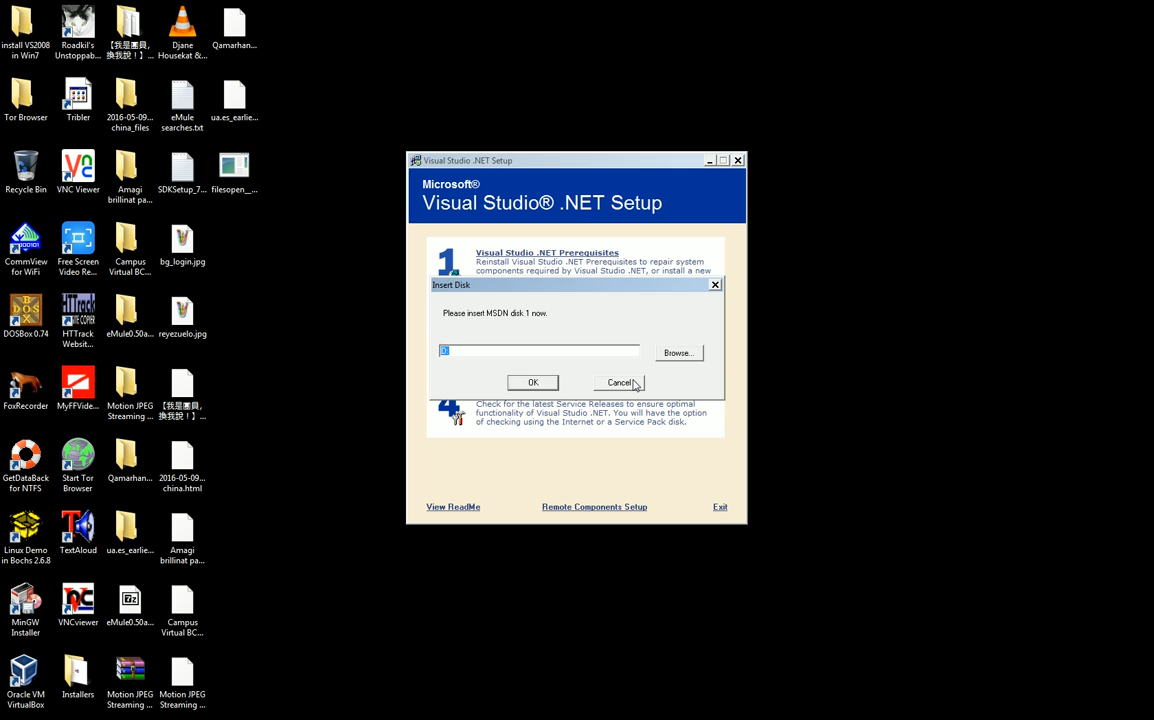 install VS2008
in Win7
Roadkil's
Unstoppab...
【我是團員,
換我說！】...
Djane
Housekat &...
Qamarhan...
Tor Browser
Tribler
2016-05-09...
china_files
eMule
searches.txt
ua.es_earlie...
Recycle Bin
VNC Viewer
Amagi
brillinat pa...
SDKSetup_7...
filesopen__...
CommView
for WiFi
Free Screen
Video Re...
Campus
Virtual BC...
bg_login.jpg
DOSBox 0.74
HTTrack
Websit...
eMule0.50a...
reyezuelo.jpg
FoxRecorder
MyFFVide...
Motion JPEG
Streaming ...
GetDataBack
for NTFS
Start Tor
Browser
Qamarhan...
2016-05-09...
china.html
Linux Demo
in Bochs 2.6.8
TextAloud
ua.es_earlie...
Amagi
brillinat pa...
MinGW
Installer
VNCviewer
eMule0.50a...
Campus
Virtual BC...
Oracle VM
VirtualBox
Installers
Motion JPEG
Streaming ...
Motion JPEG
Streaming ...
Visual Studio .NET Setup
Microsoft®
Visual Studio® .NET Setup
1
Visual Studio .NET Prerequisites
Reinstall Visual Studio .NET Prerequisites to repair system
components required by Visual Studio .NET, or install a new
Insert Disk
Please insert MSDN disk 1 now.
Browse...
OK
Cancel
4
Check for the latest Service Releases to ensure optimal
functionality of Visual Studio .NET. You will have the option
of checking using the Internet or a Service Pack disk.
View ReadMe
Remote Components Setup
Exit